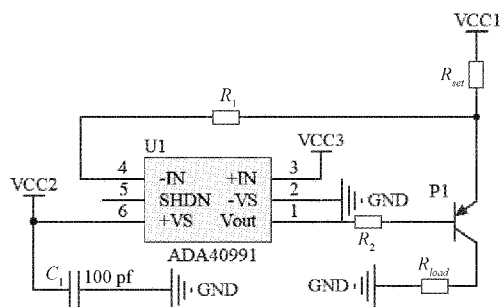 VCC1
R_set
R_1
U1
VCC3
4 -IN +IN 3
5 SHDN -VS 2
6 +VS Vout 1
VCC2
GND
P1
R_2
ADA40991
C_1 100 pf
GND
GND
R_load